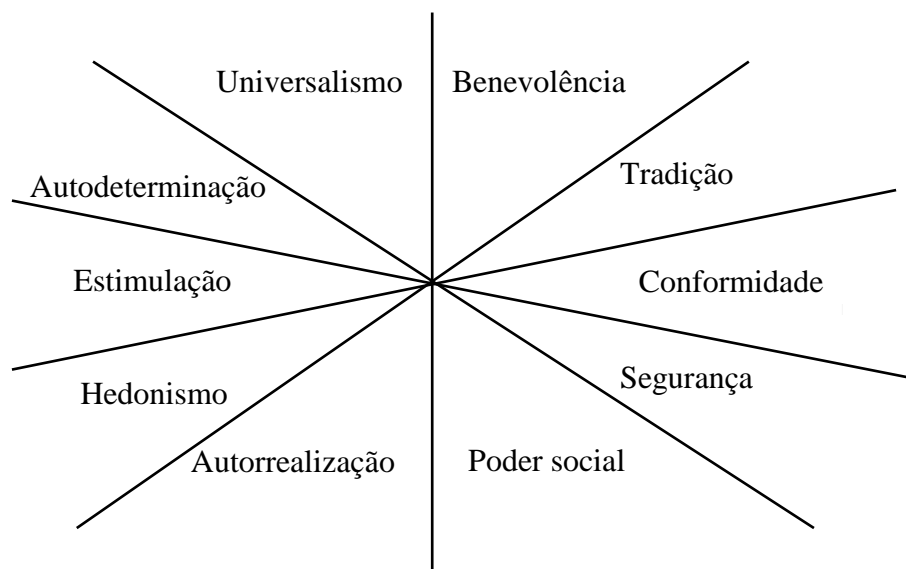 Universalismo
Benevolência
Autodeterminação
Tradição
Estimulação
Conformidade
Hedonismo
Segurança
Autorrealização
Poder social